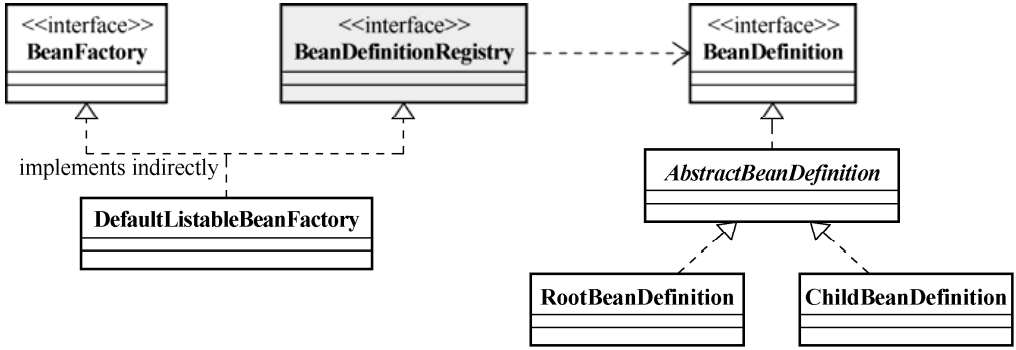 <<interface>>
BeanFactory
<<interface>>
BeanDefinitionRegistry
<<interface>>
BeanDefinition
implements indirectly
AbstractBeanDefinition
DefaultListableBeanFactory
RootBeanDefinition
ChildBeanDefinition